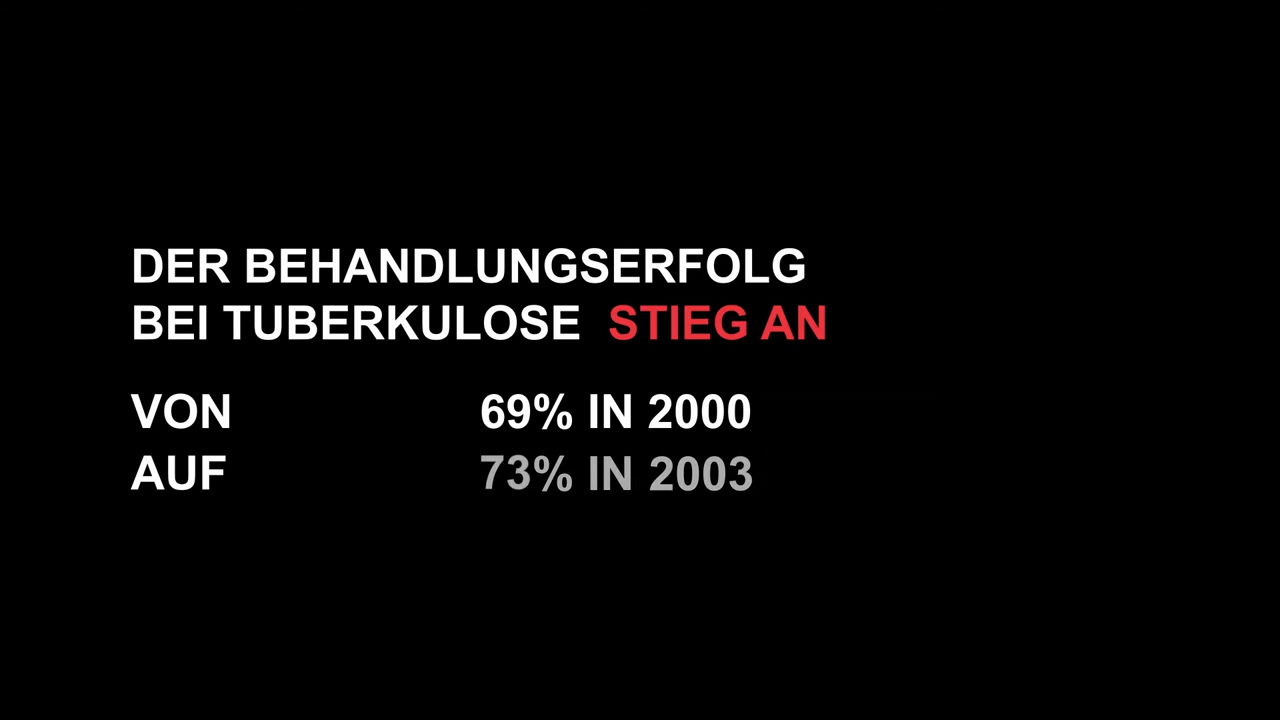 DER BEHANDLUNGSERFOLG
BEI TUBERKULOSE STIEG AN
VON 69% IN 2000
AUF 73% IN 2003